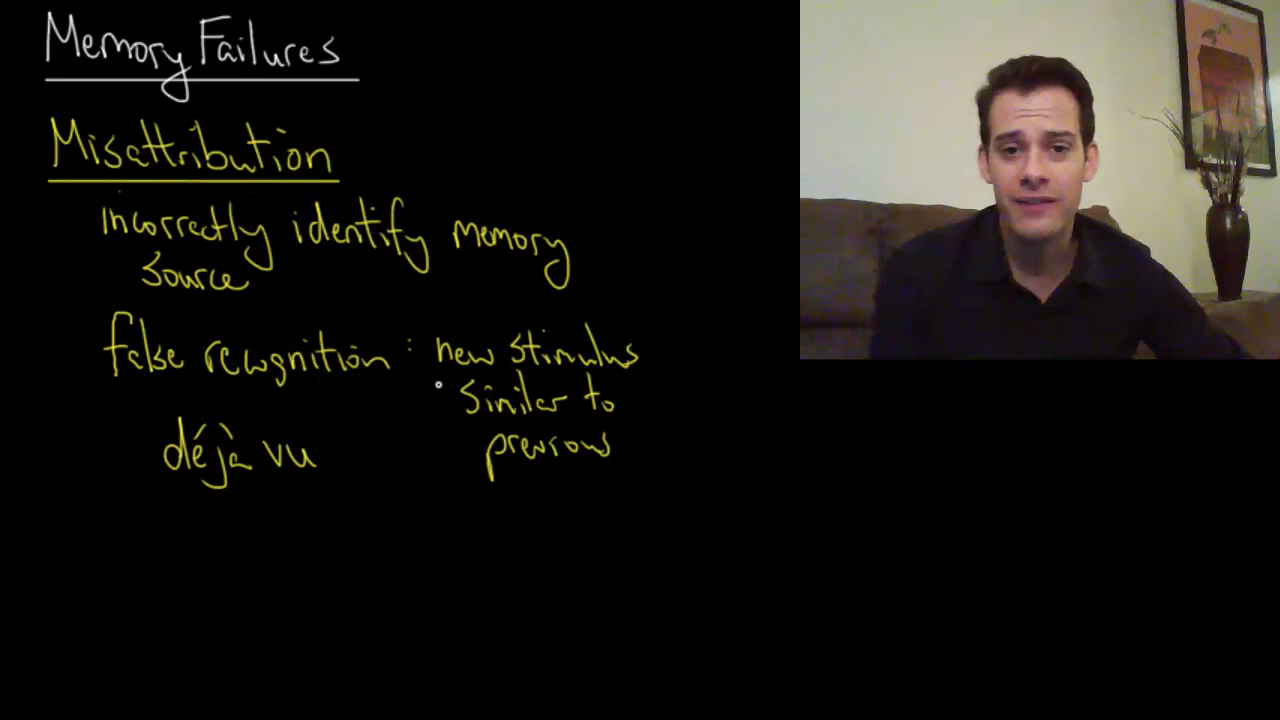 Memory Failures
Misattribution
incorrectly identify memory
source
false recognition : new stimulus
similar to
déjà vu previous